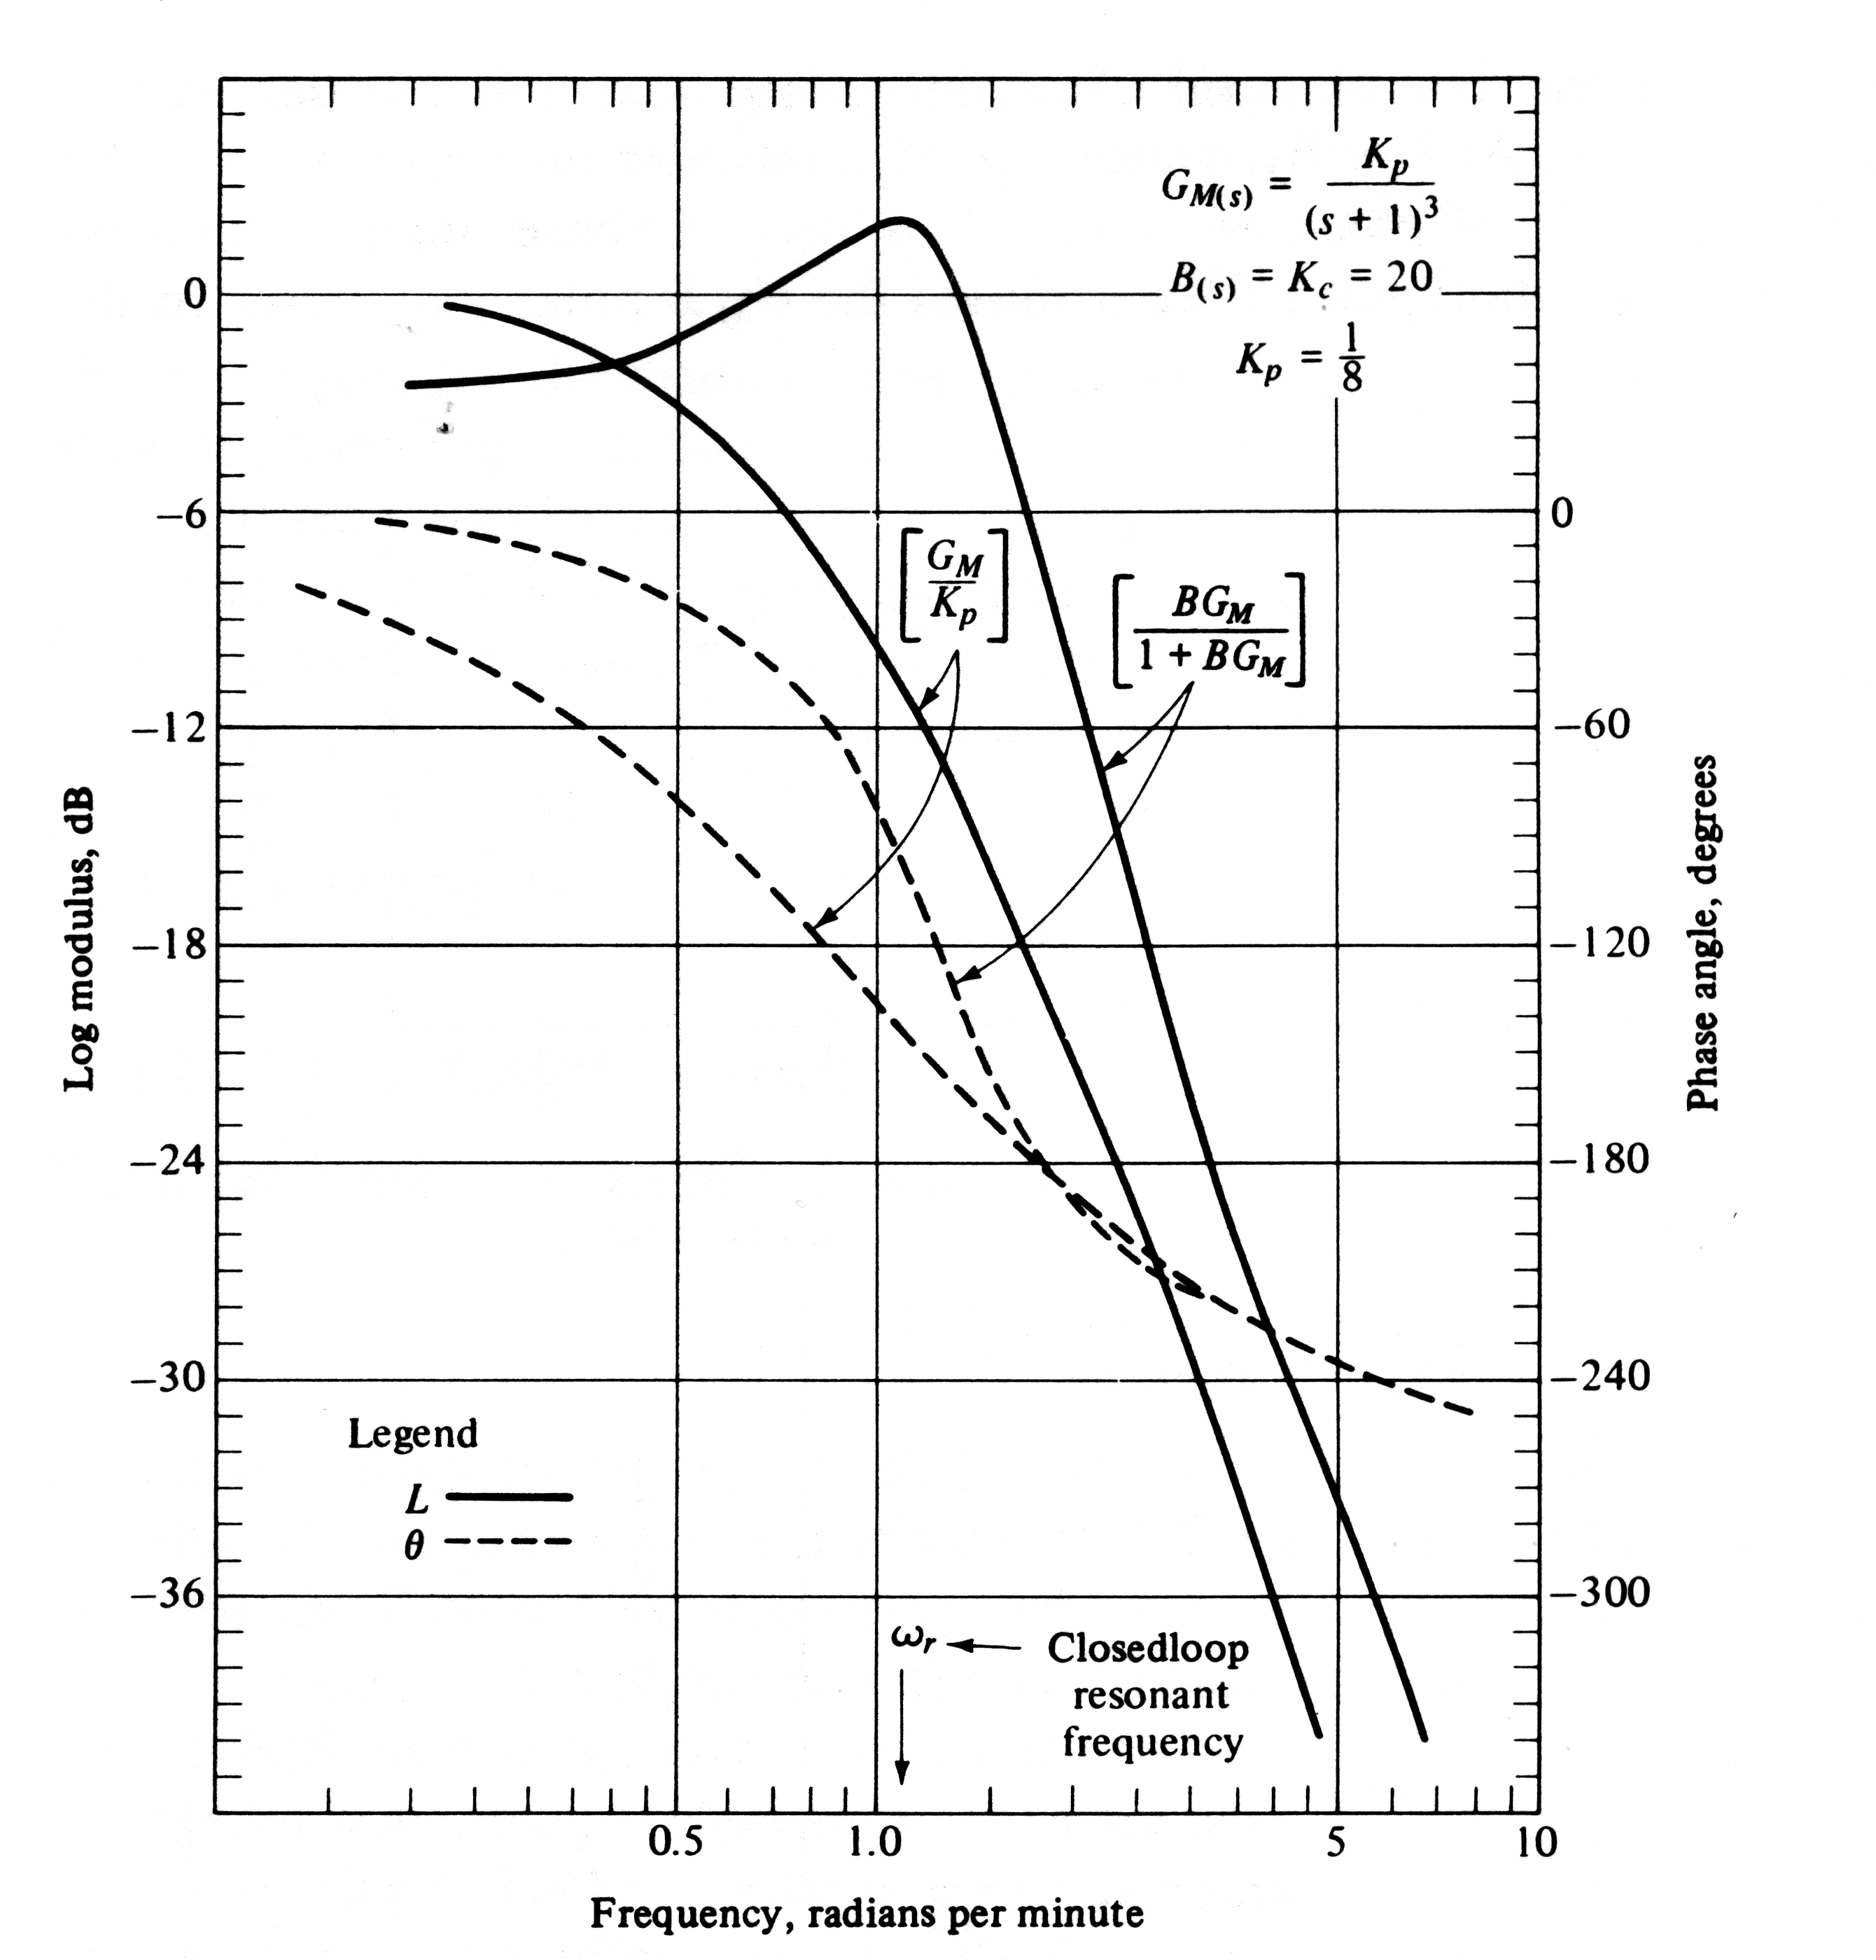 G_M(s) = K_p / (s + 1)^3
B(s) = K_c = 20
K_p = 1/8
0
−6
−12
−18
−24
−30
−36
0
−60
−120
−180
−240
−300
[G_M / K_p]
[BG_M / 1 + BG_M]
Log modulus, dB
Phase angle, degrees
Legend
L
θ
ω_r
Closedloop
resonant
frequency
0.5 1.0 5 10
Frequency, radians per minute